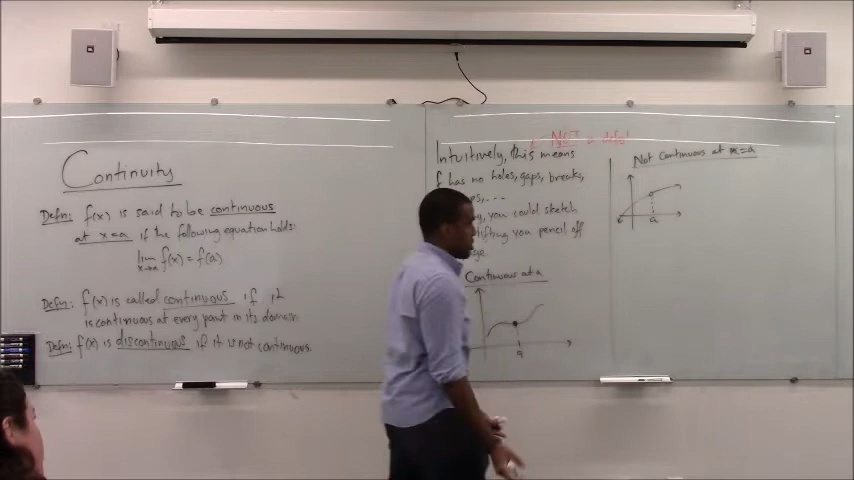 Continuity
Defn: f(x) is said to be continuous
at x=a if the following equation holds:
lim f(x) = f(a)
x→a
Defn: f(x) is called continuous if it
is continuous at every point in its domain.
Defn: f(x) is discontinuous if it is not continuous.
NOT a defn!
Intuitively, this means
f has no holes, gaps, breaks,
you could sketch
lifting you pencil off
Continuous at a
a
Not Continuous at x=a
a